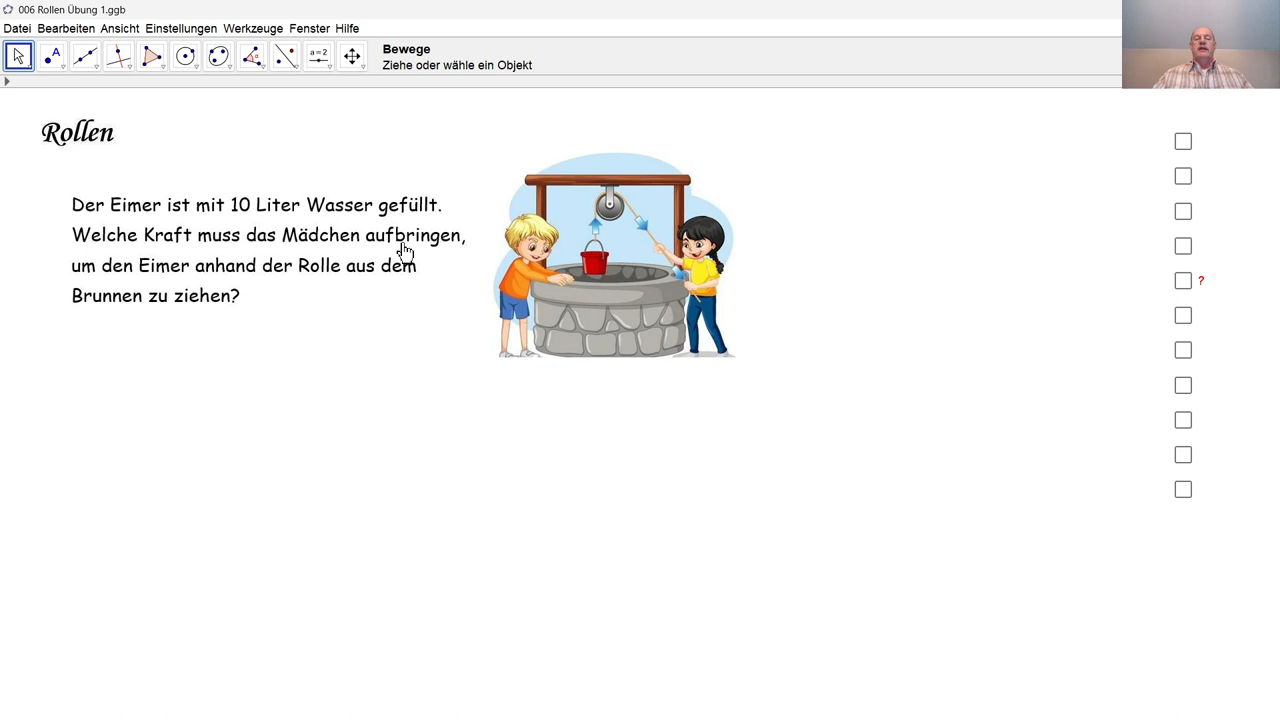 006 Rollen Übung 1.ggb
Datei Bearbeiten Ansicht Einstellungen Werkzeuge Fenster Hilfe
A
a=2
Bewege
Ziehe oder wähle ein Objekt
Rollen
Der Eimer ist mit 10 Liter Wasser gefüllt.
Welche Kraft muss das Mädchen aufbringen,
um den Eimer anhand der Rolle aus dem
Brunnen zu ziehen?
?